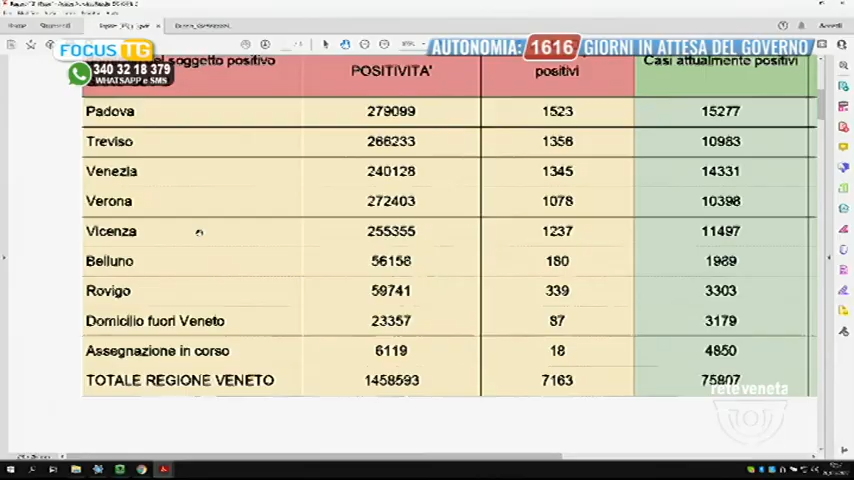 FOCUS TG
340 32 18 379
WHATSAPP e SMS
AUTONOMIA: 1616 GIORNI IN ATTESA DEL GOVERNO
soggetto positivo
POSITIVITA'
positivi
Casi attualmente positivi
Padova 279099 1523 15277
Treviso 266233 1356 10983
Venezia 240128 1345 14331
Verona 272403 1078 10398
Vicenza 255355 1237 11497
Belluno 56158 180 1989
Rovigo 59741 339 3303
Domicilio fuori Veneto 23357 87 3179
Assegnazione in corso 6119 18 4850
TOTALE REGIONE VENETO 1458593 7163 75807
reteveneta